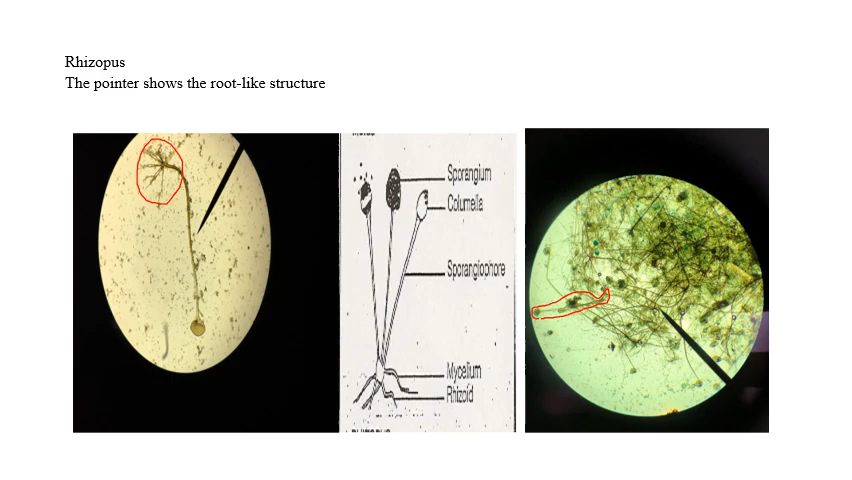 Rhizopus
The pointer shows the root-like structure
Sporangium
Columella
Sporangiophore
Mycelium
Rhizoid